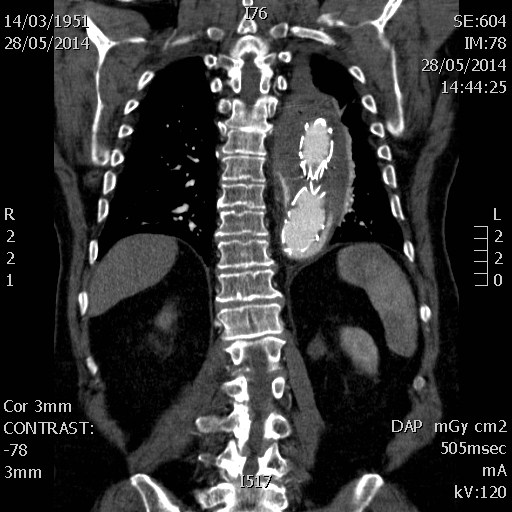 14/03/1951
28/05/2014
I76
SE:604
IM:78
28/05/2014
14:44:25
R
2
2
1
L
2
2
0
Cor 3mm
CONTRAST:
-78
3mm
I517
DAP mGy cm2
505msec
mA
kV:120